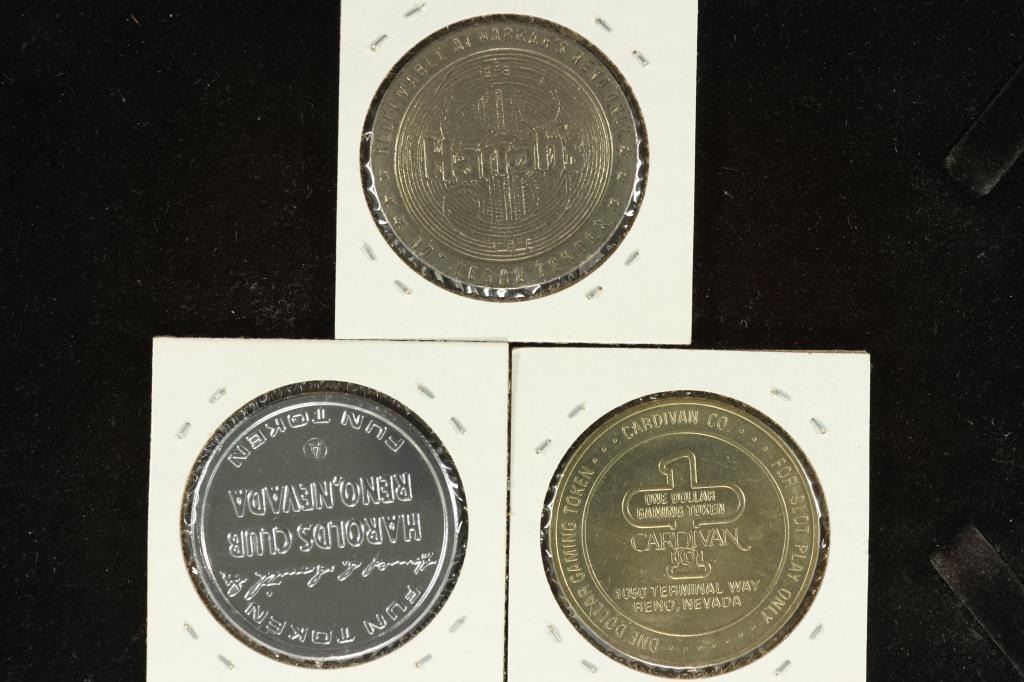 REDEEMABLE AT HARRAH'S RENO ONLY
Harrah's
NOT LEGAL TENDER
FUN TOKEN
HAROLDS CLUB
RENO, NEVADA
FUN TOKEN
CARDIVAN CO.
FOR SLOT PLAY ONLY
ONE DOLLAR GAMING TOKEN
1
ONE DOLLAR
GAMING TOKEN
CARDIVAN
1050 TERMINAL WAY
RENO, NEVADA